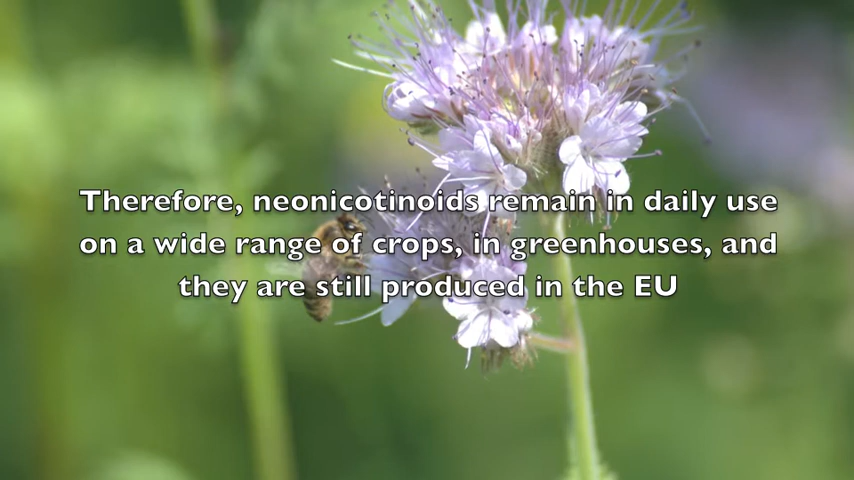 Therefore, neonicotinoids remain in daily use
on a wide range of crops, in greenhouses, and
they are still produced in the EU